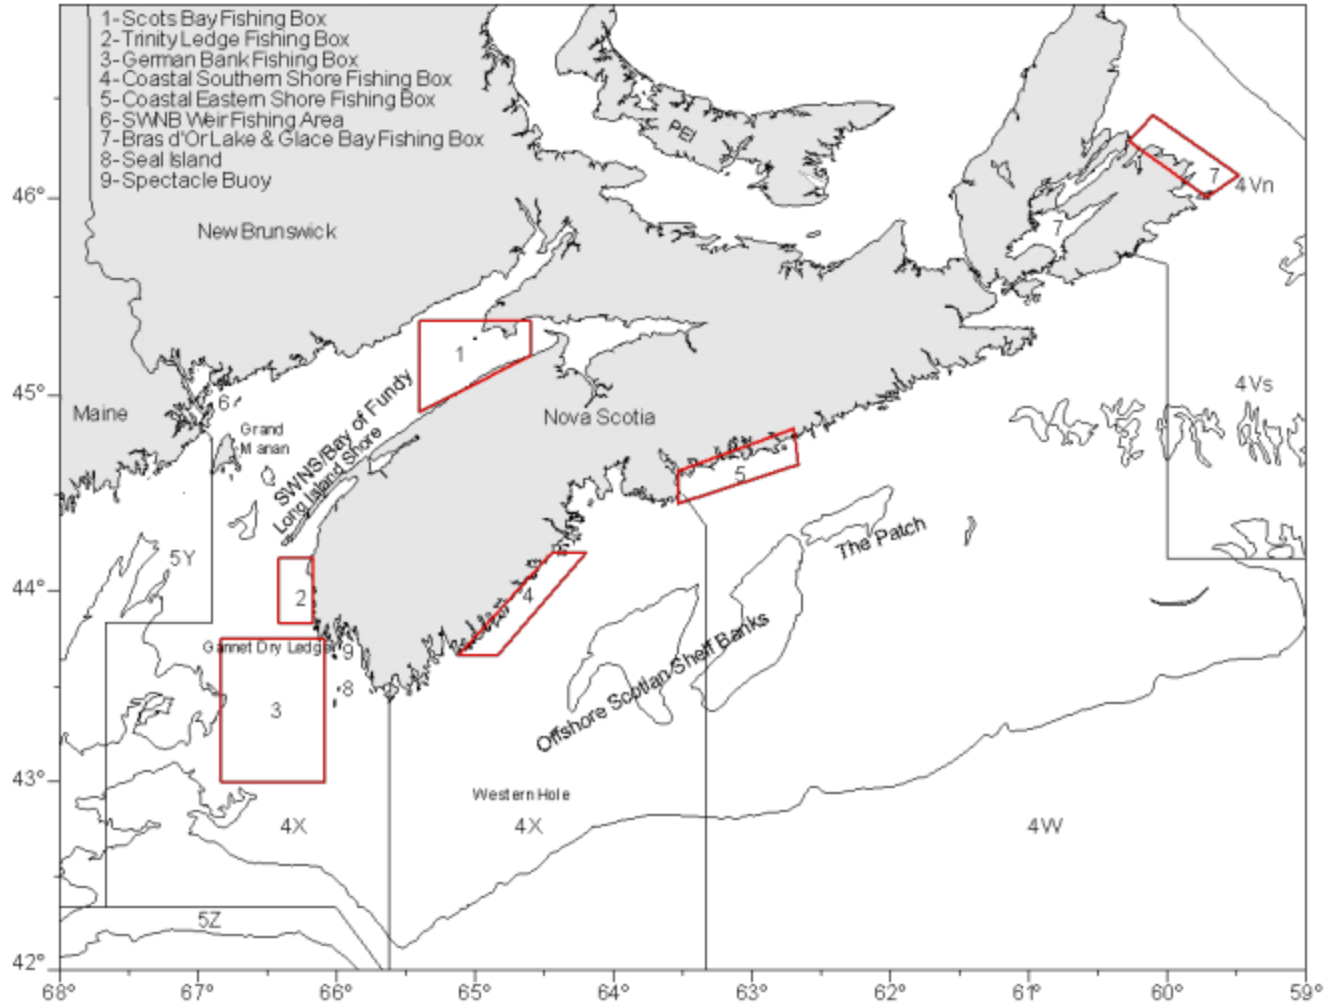 1-Scots Bay Fishing Box
2-Trinity Ledge Fishing Box
3-German Bank Fishing Box
4-Coastal Southern Shore Fishing Box
5-Coastal Eastern Shore Fishing Box
6-SWNB Weir Fishing Area
7-Bras d'Or Lake & Glace Bay Fishing Box
8-Seal Island
9-Spectacle Buoy
PEI
7
4Vn
46°
New Brunswick
7
1
45°
Maine
6
Grand
Manan
SWNS/Bay of Fundy
Long Island Shore
Nova Scotia
4Vs
5
The Patch
5Y
44°
2
4
Gannet Dry Ledge
9
8
3
Offshore Scotian Shelf Banks
43°
Western Hole
4X
4X
4W
5Z
42°
68°
67°
66°
65°
64°
63°
62°
61°
60°
59°